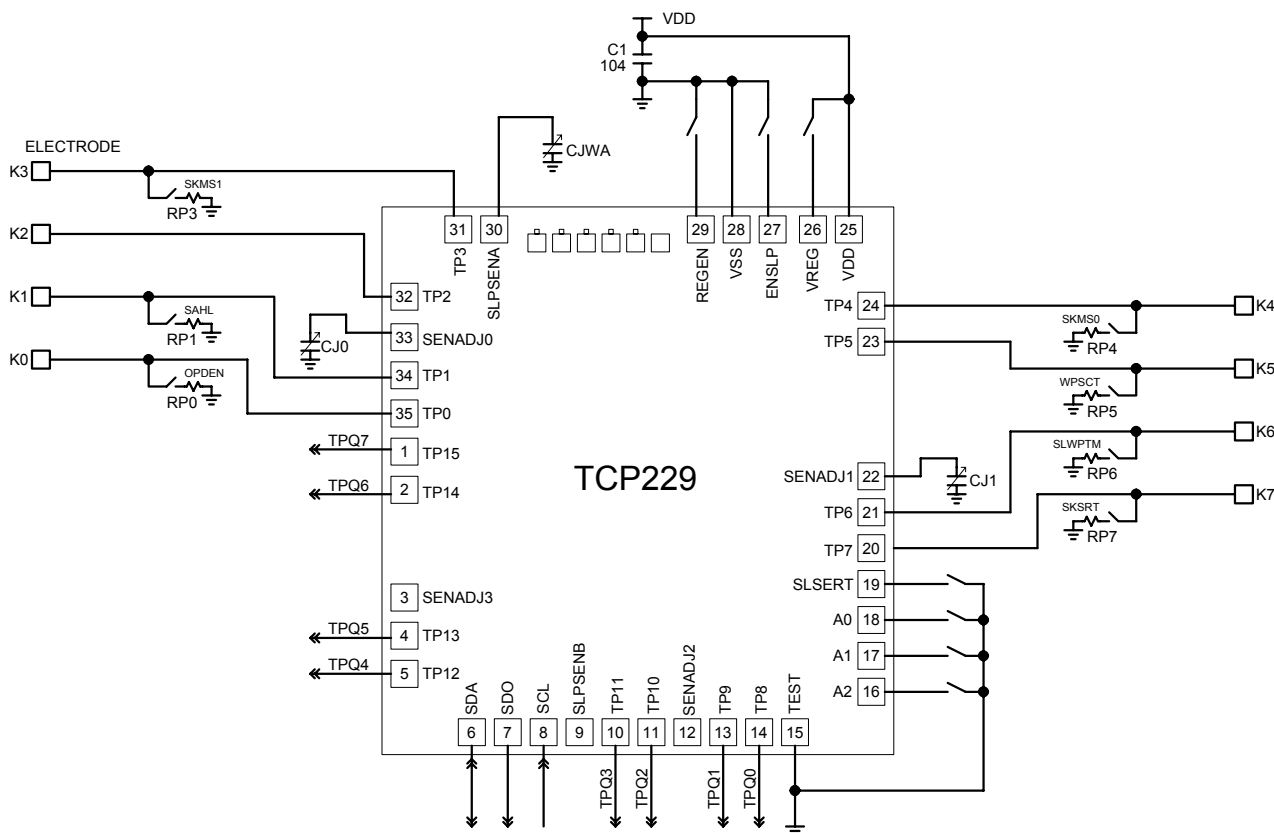 VDD
C1
104
CJWA
ELECTRODE
K3
SKMS1
RP3
K2
K1
SAHL
RP1
K0
OPDEN
RP0
31
30
29
28
27
26
25
TP3
SLPSENA
REGEN
VSS
ENSLP
VREG
VDD
32 TP2
33 SENADJ0
CJ0
34 TP1
35 TP0
TPQ7
1 TP15
TPQ6
2 TP14
3 SENADJ3
TPQ5
4 TP13
TPQ4
5 TP12
TCP229
TP4 24
K4
SKMS0
RP4
TP5 23
K5
WPSCT
RP5
K6
SLWPTM
RP6
SENADJ1 22
CJ1
K7
SKSRT
RP7
TP6 21
TP7 20
SLSERT 19
A0 18
A1 17
A2 16
SDA
SDO
SCL
SLPSENB
TP11
TP10
SENADJ2
TP9
TP8
TEST
6
7
8
9
10
11
12
13
14
15
TPQ3
TPQ2
TPQ1
TPQ0